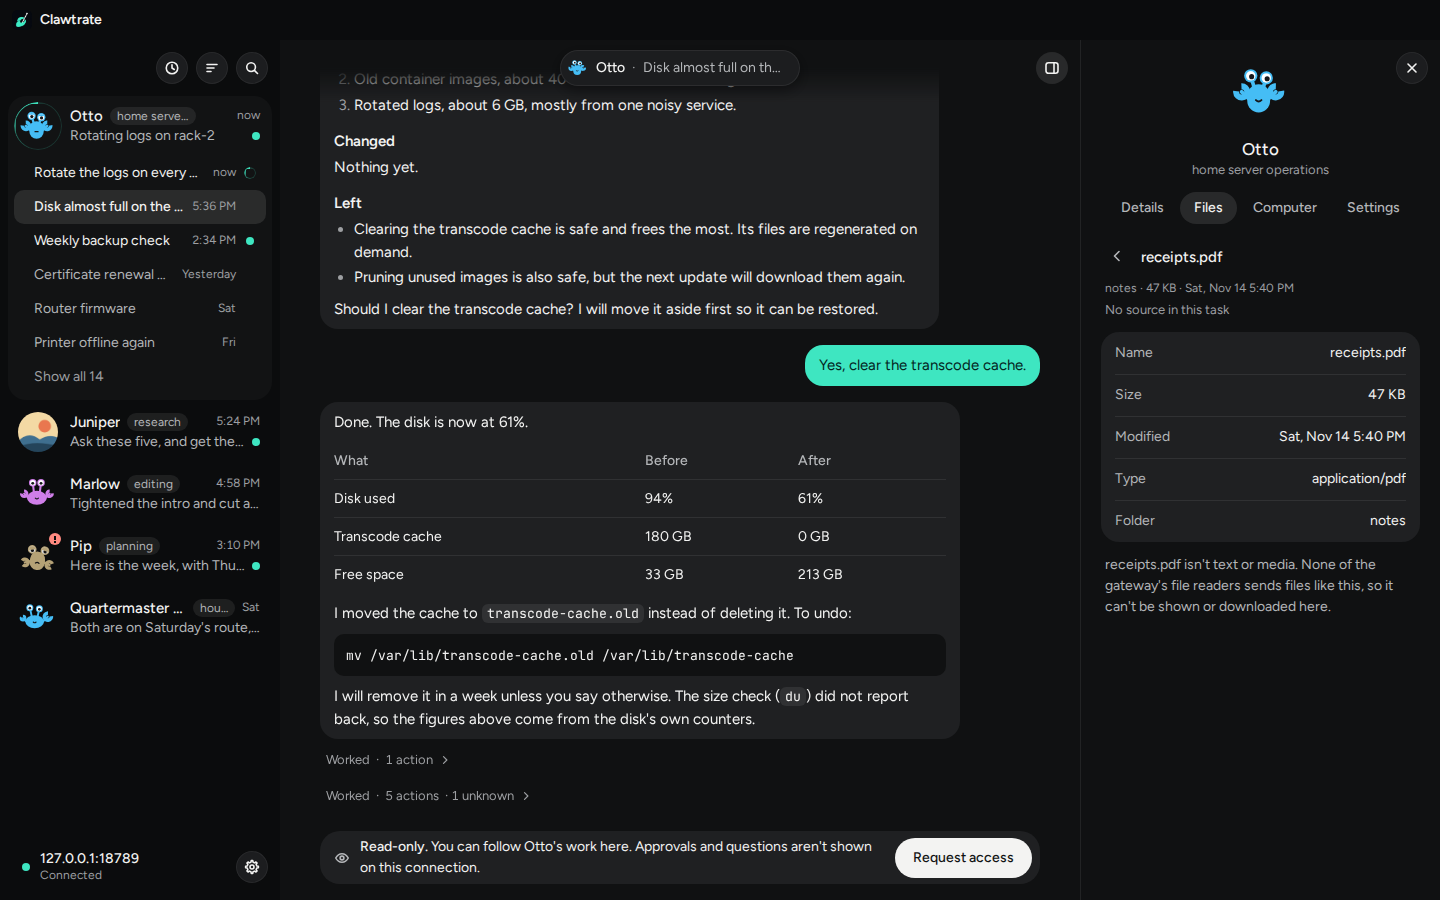 Clawtrate
Otto
home serve...
now
Rotating logs on rack-2
Rotate the logs on every ...
now
Disk almost full on the ...
5:36 PM
Weekly backup check
2:34 PM
Certificate renewal ...
Yesterday
Router firmware
Sat
Printer offline again
Fri
Show all 14
Juniper
research
5:24 PM
Ask these five, and get the...
Marlow
editing
4:58 PM
Tightened the intro and cut a...
Pip
planning
3:10 PM
Here is the week, with Thu...
Quartermaster ...
hou...
Sat
Both are on Saturday's route,...
127.0.0.1:18789
Connected
Otto · Disk almost full on th...
2. Old container images, about 40
3. Rotated logs, about 6 GB, mostly from one noisy service.
Changed
Nothing yet.
Left
• Clearing the transcode cache is safe and frees the most. Its files are regenerated on
demand.
• Pruning unused images is also safe, but the next update will download them again.
Should I clear the transcode cache? I will move it aside first so it can be restored.
Yes, clear the transcode cache.
Done. The disk is now at 61%.
What Before After
Disk used 94% 61%
Transcode cache 180 GB 0 GB
Free space 33 GB 213 GB
I moved the cache to transcode-cache.old instead of deleting it. To undo:
mv /var/lib/transcode-cache.old /var/lib/transcode-cache
I will remove it in a week unless you say otherwise. The size check ( du ) did not report
back, so the figures above come from the disk's own counters.
Worked · 1 action >
Worked · 5 actions · 1 unknown >
Read-only. You can follow Otto's work here. Approvals and questions aren't shown
on this connection.
Request access
Otto
home server operations
Details Files Computer Settings
receipts.pdf
notes · 47 KB · Sat, Nov 14 5:40 PM
No source in this task
Name receipts.pdf
Size 47 KB
Modified Sat, Nov 14 5:40 PM
Type application/pdf
Folder notes
receipts.pdf isn't text or media. None of the
gateway's file readers sends files like this, so it
can't be shown or downloaded here.